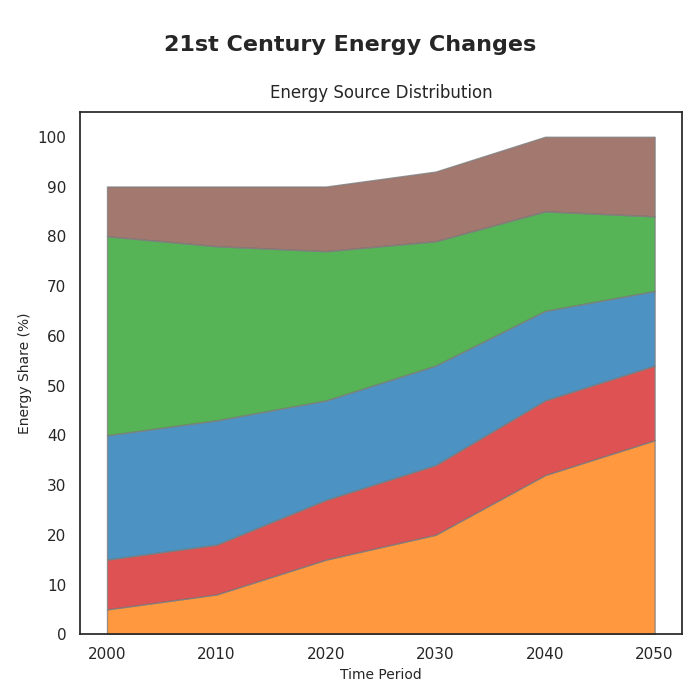 21st Century Energy Changes
Energy Source Distribution
100
90
80
70
60
50
40
30
20
10
0
Energy Share (%)
2000 2010 2020 2030 2040 2050
Time Period